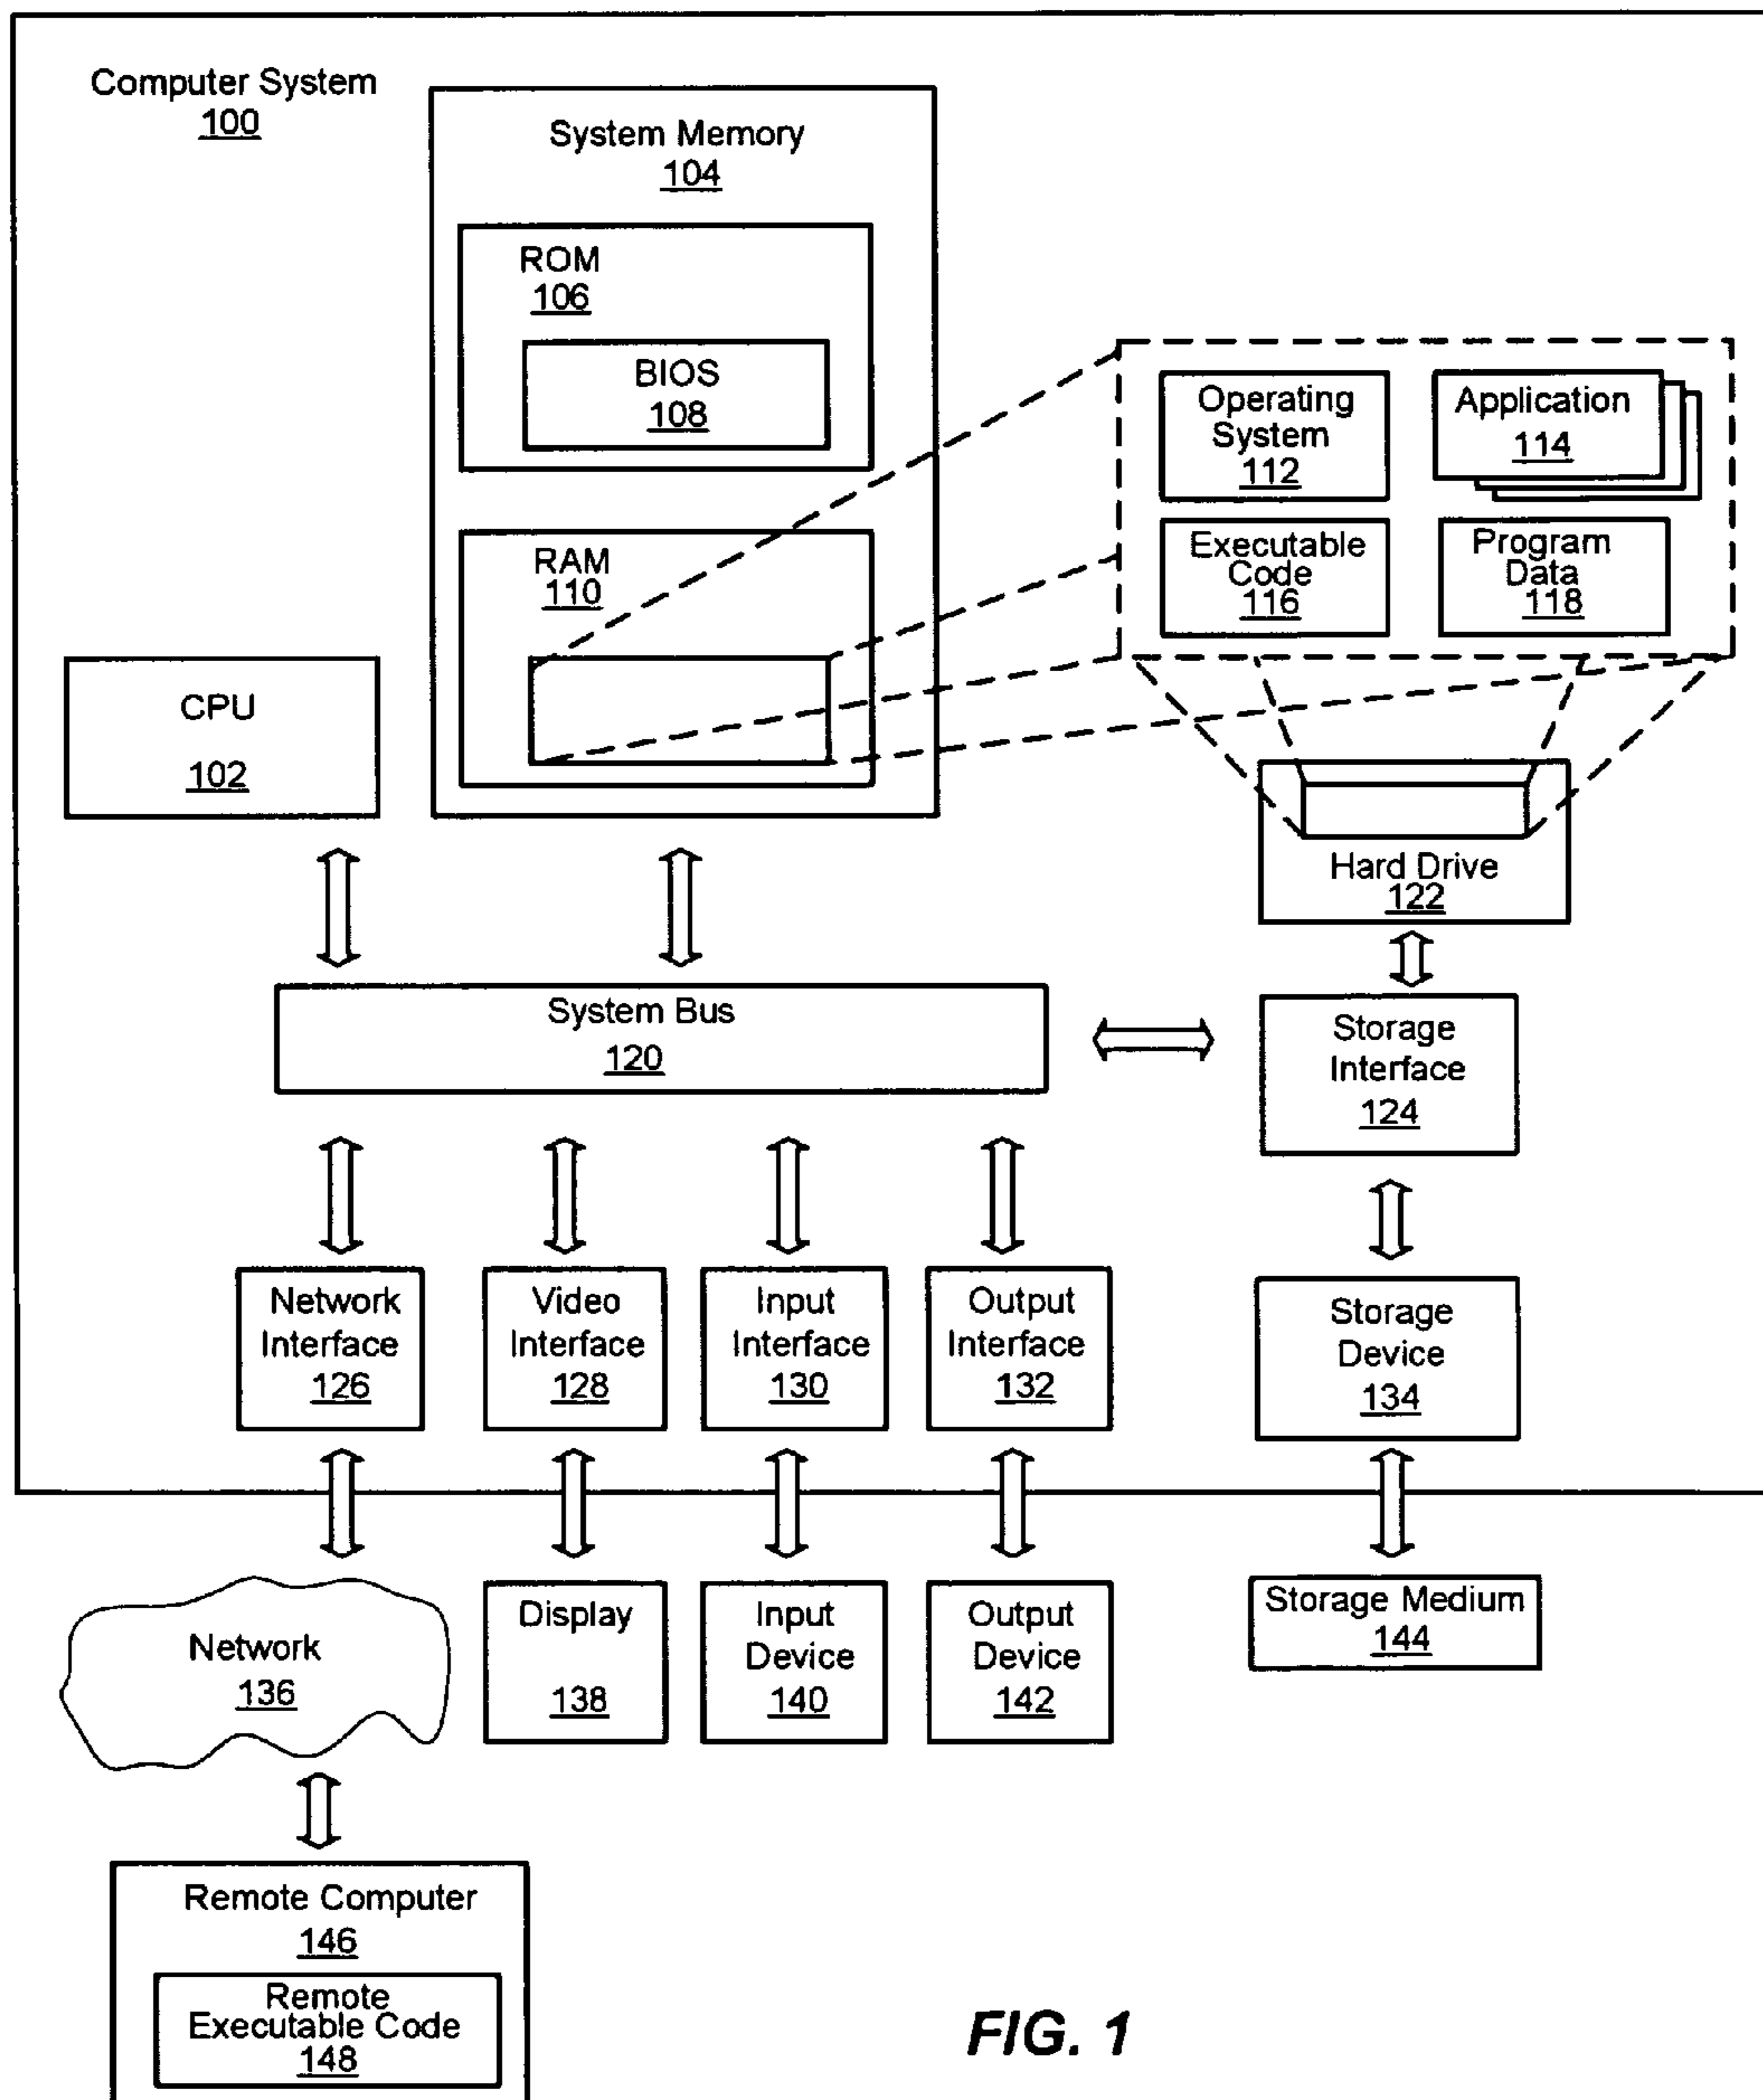 Computer System
100
System Memory
104
ROM
106
BIOS
108
RAM
110
Operating
System
112
Application
114
Executable
Code
116
Program
Data
118
CPU
102
Hard Drive
122
System Bus
120
Storage
Interface
124
Network
Interface
126
Video
Interface
128
Input
Interface
130
Output
Interface
132
Storage
Device
134
Network
136
Display
138
Input
Device
140
Output
Device
142
Storage Medium
144
Remote Computer
146
Remote
Executable Code
148
FIG. 1